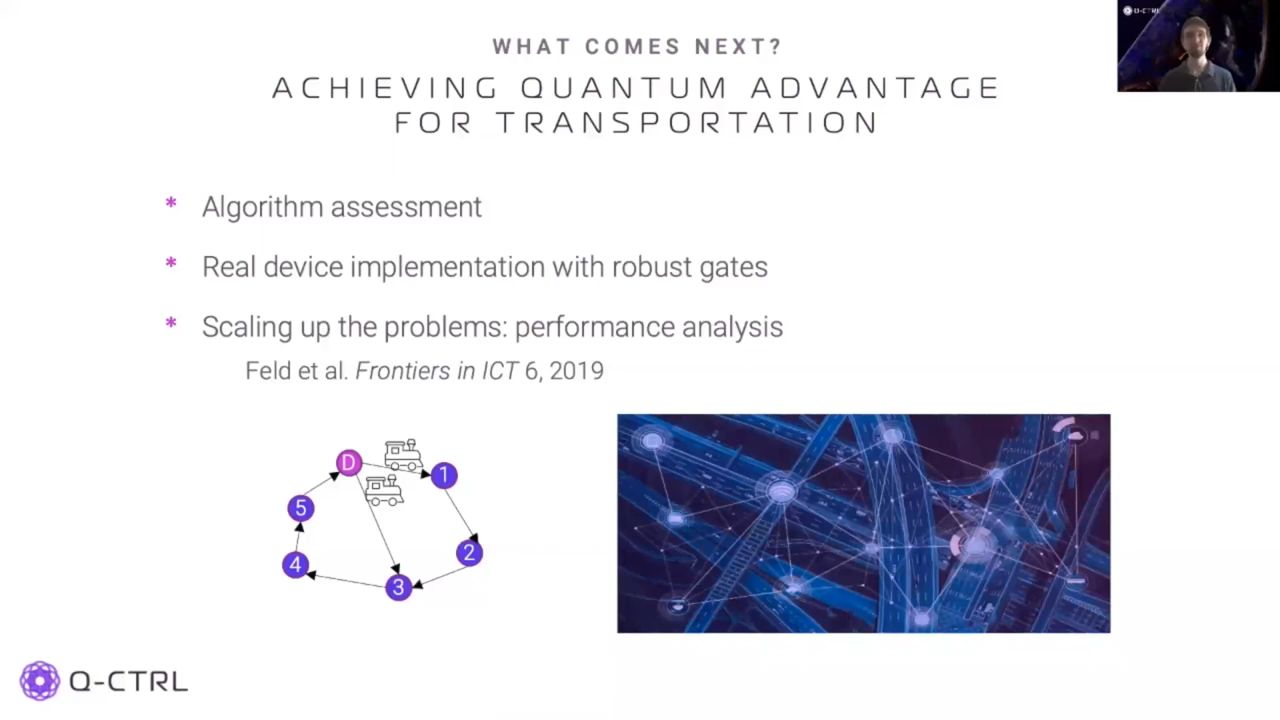 WHAT COMES NEXT?
ACHIEVING QUANTUM ADVANTAGE
FOR TRANSPORTATION
Q-CTRL
* Algorithm assessment
* Real device implementation with robust gates
* Scaling up the problems: performance analysis
Feld et al. Frontiers in ICT 6, 2019
D
1
5
2
4
3
Q-CTRL